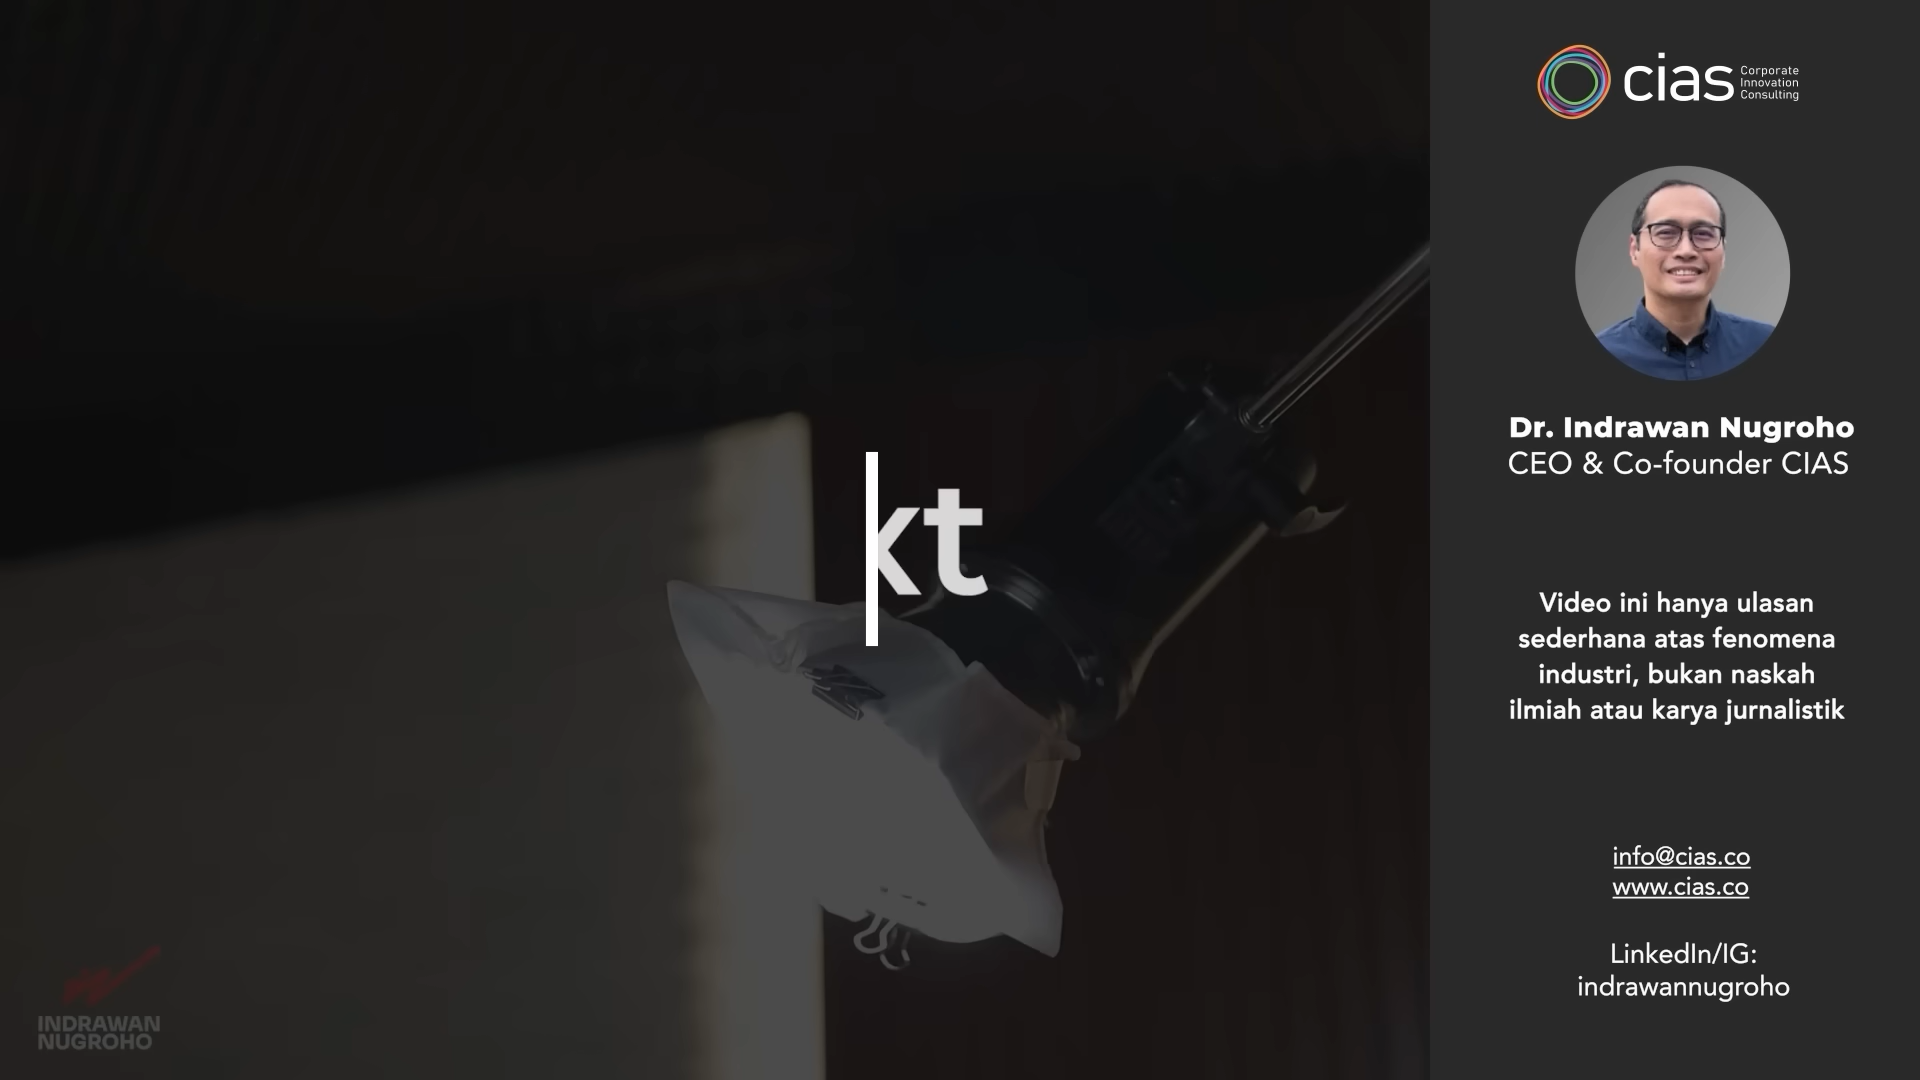 kt
INDRAWAN
NUGROHO
cias
Corporate
Innovation
Consulting
Dr. Indrawan Nugroho
CEO & Co-founder CIAS
Video ini hanya ulasan
sederhana atas fenomena
industri, bukan naskah
ilmiah atau karya jurnalistik
info@cias.co
www.cias.co
LinkedIn/IG:
indrawannugroho